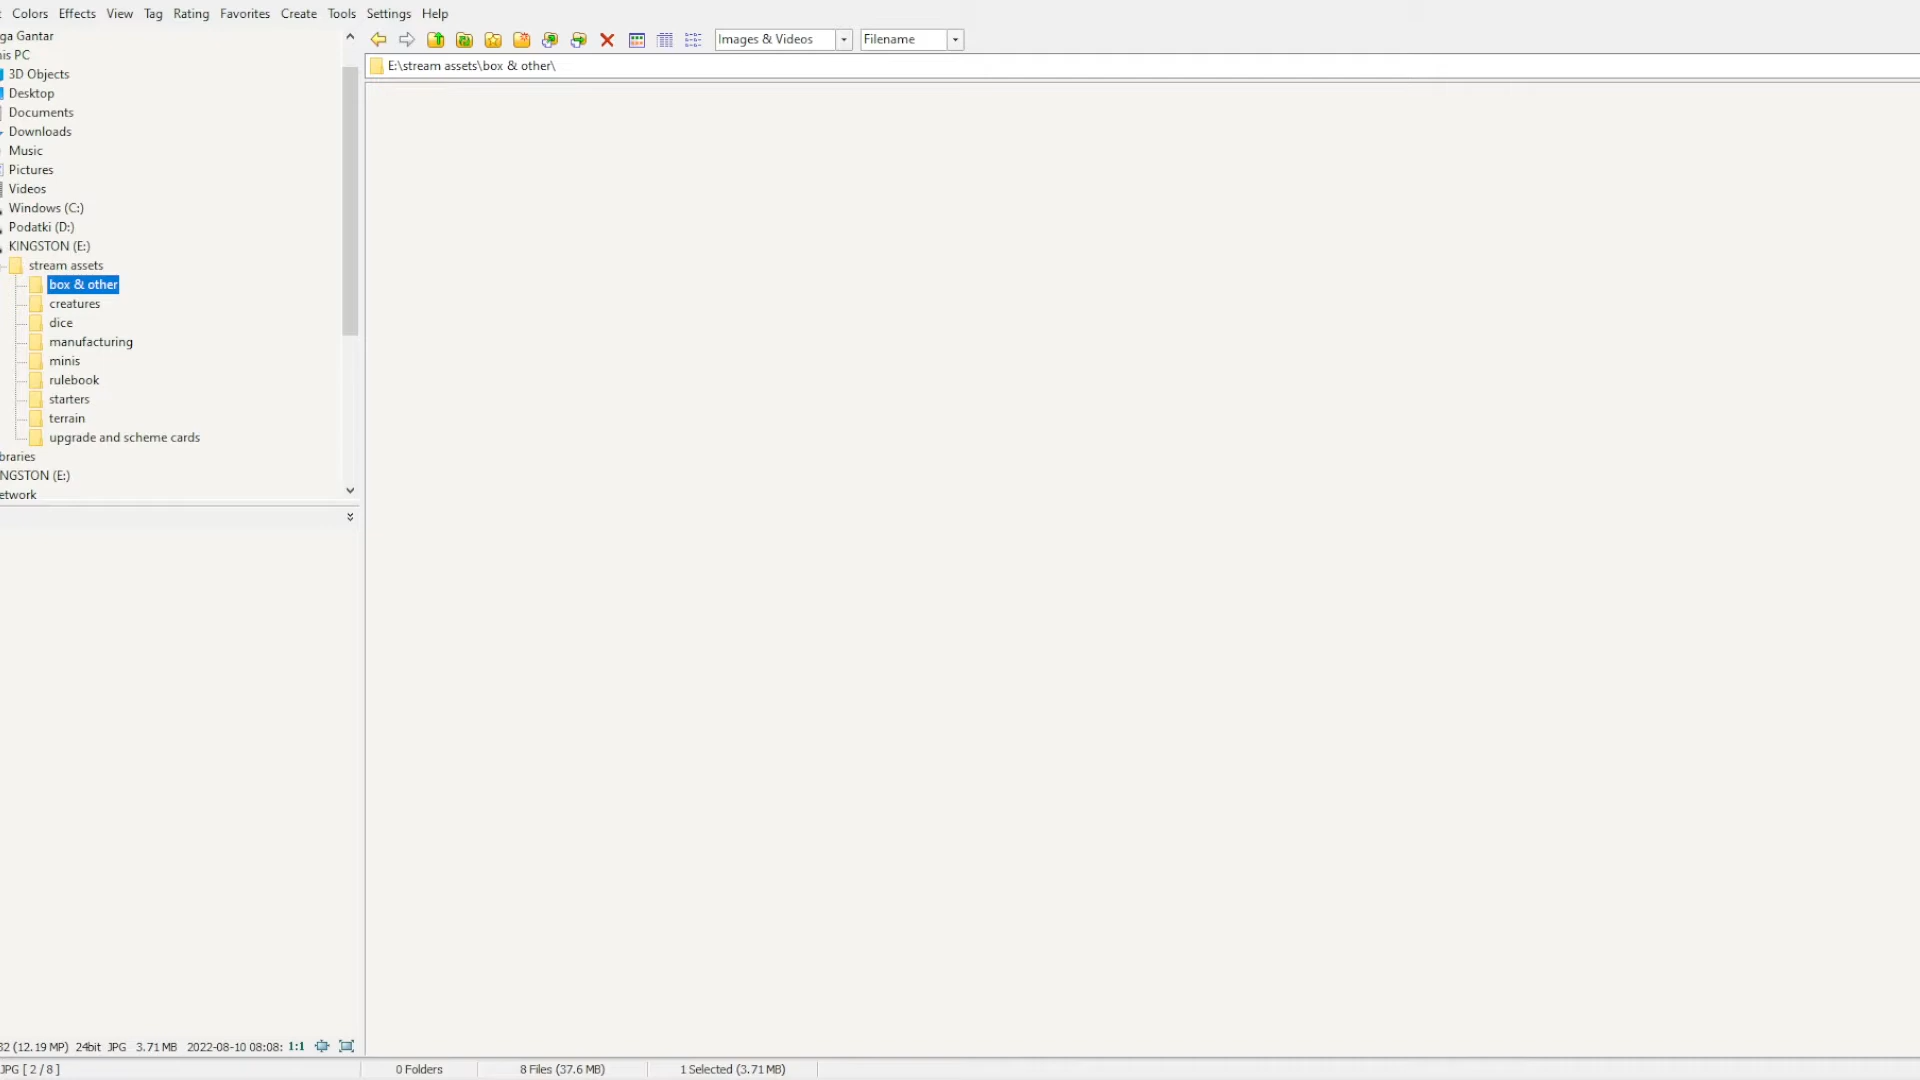 Colors Effects View Tag Rating Favorites Create Tools Settings Help
ga Gantar
is PC
3D Objects
Desktop
Documents
Downloads
Music
Pictures
Videos
Windows (C:)
Podatki (D:)
KINGSTON (E:)
stream assets
box & other
creatures
dice
manufacturing
minis
rulebook
starters
terrain
upgrade and scheme cards
braries
NGSTON (E:)
etwork
Images & Videos
Filename
E:\stream assets\box & other\
32 (12.19 MP) 24bit JPG 3.71 MB 2022-08-10 08:08: 1:1
JPG [ 2 / 8 ]
0 Folders
8 Files (37.6 MB)
1 Selected (3.71 MB)